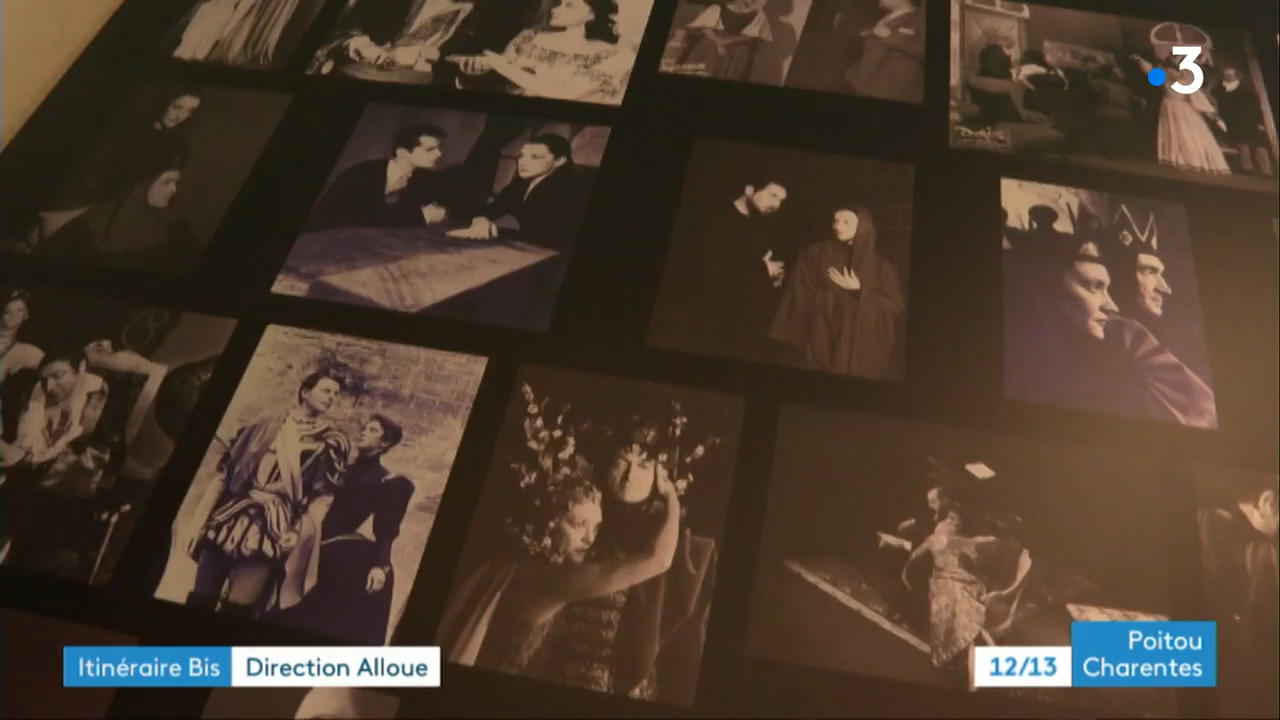 3
Itinéraire Bis
Direction Alloue
12/13
Poitou
Charentes